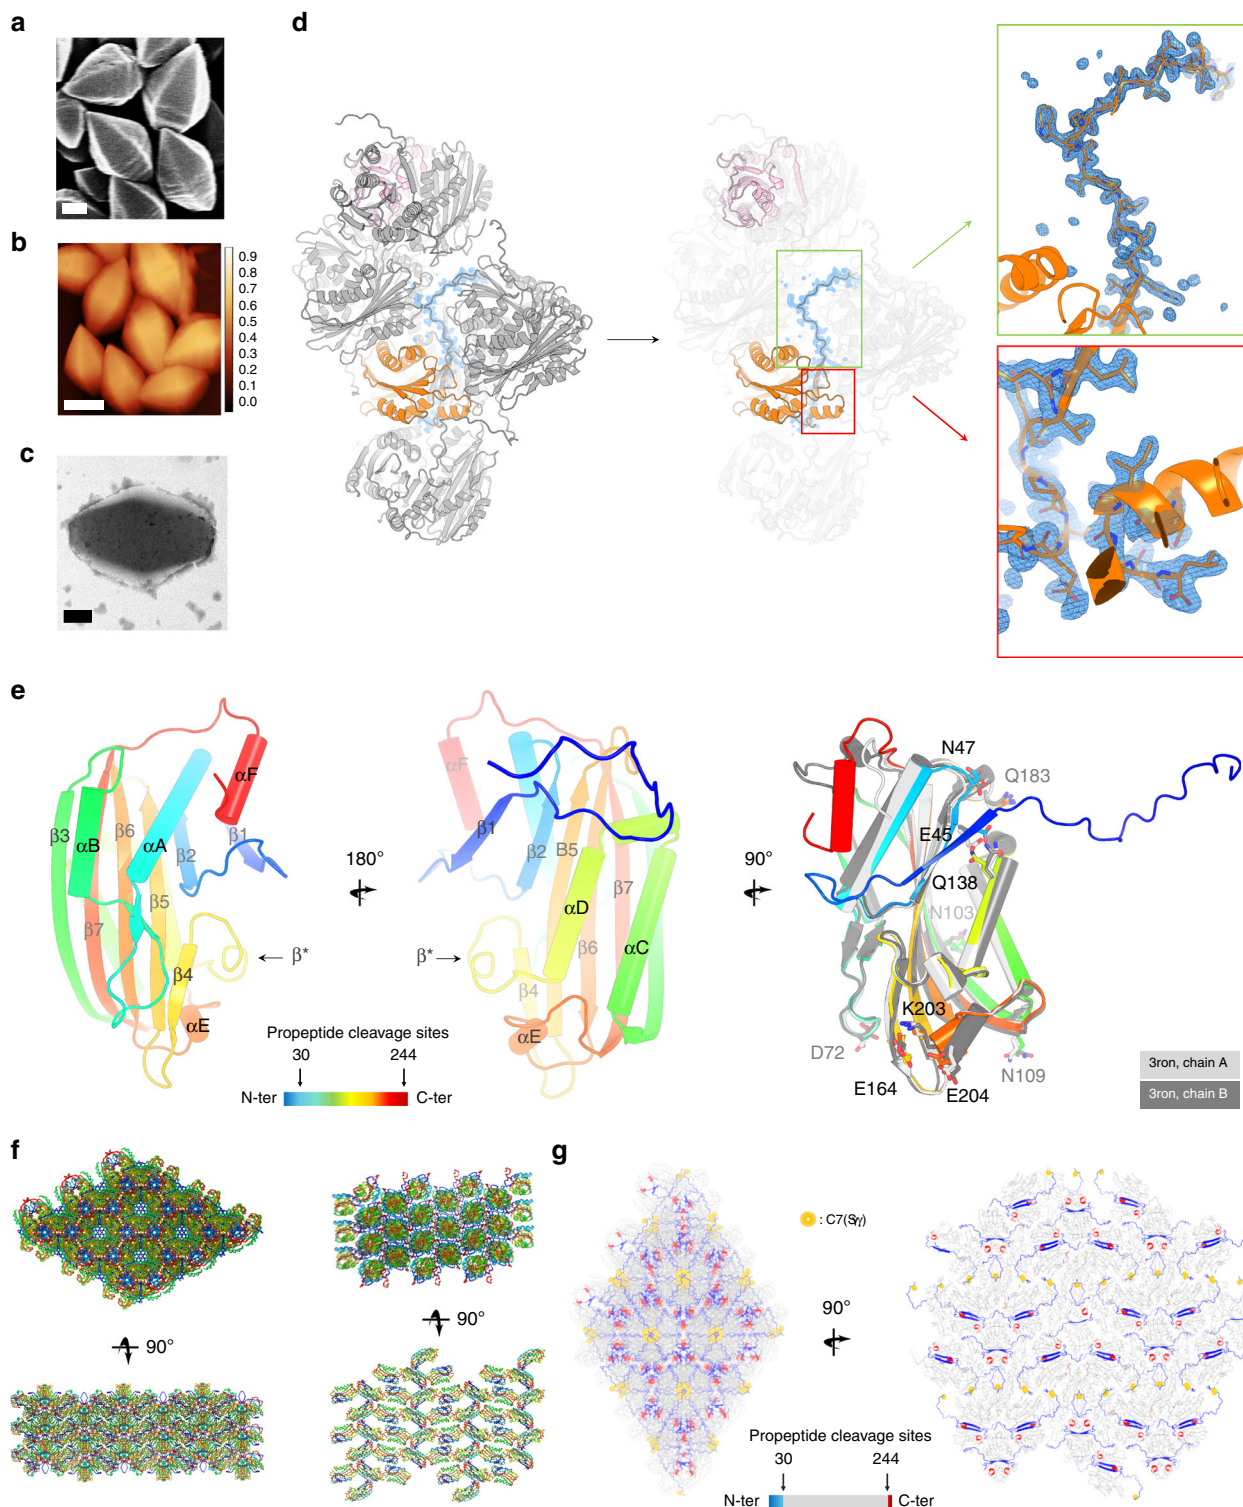 a
b
0.9
0.8
0.7
0.6
0.5
0.4
0.3
0.2
0.1
0.0
c
d
e
αF
β3
αB
β6
αA
β2
β1
β5
β7
β4
β*
αE
180°
αF
β1
β2
B5
β7
αD
β6
αC
β*
β4
αE
90°
N47
Q183
E45
Q138
N103
K203
D72
E164
E204
N109
3ron, chain A
3ron, chain B
Propeptide cleavage sites
30
244
N-ter
C-ter
f
90°
90°
g
: C7(Sγ)
90°
Propeptide cleavage sites
30
244
N-ter
C-ter